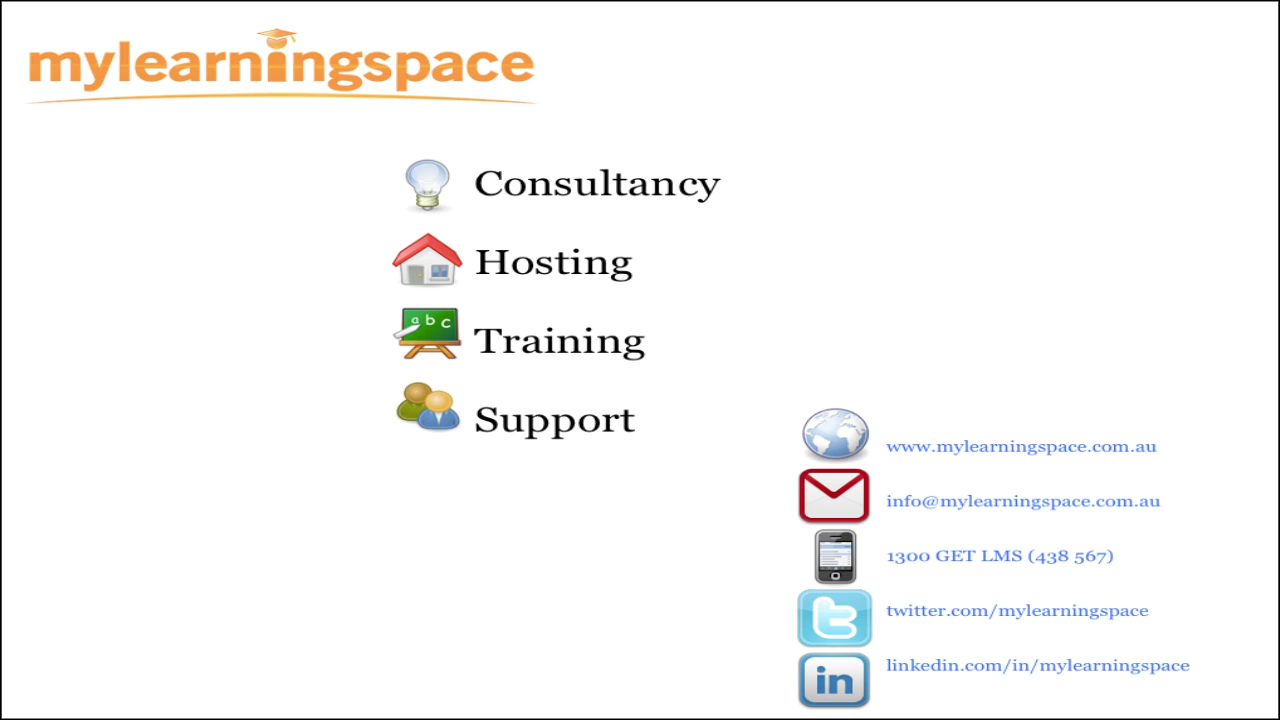 mylearningspace
Consultancy
Hosting
a b c
Training
Support
www.mylearningspace.com.au
info@mylearningspace.com.au
1300 GET LMS (438 567)
t
twitter.com/mylearningspace
in
linkedin.com/in/mylearningspace